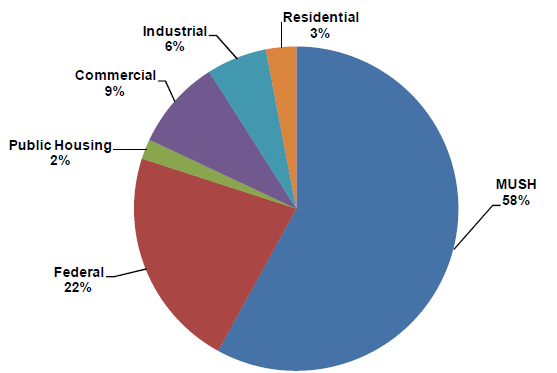 Residential
3%
Industrial
6%
Commercial
9%
Public Housing
2%
MUSH
58%
Federal
22%